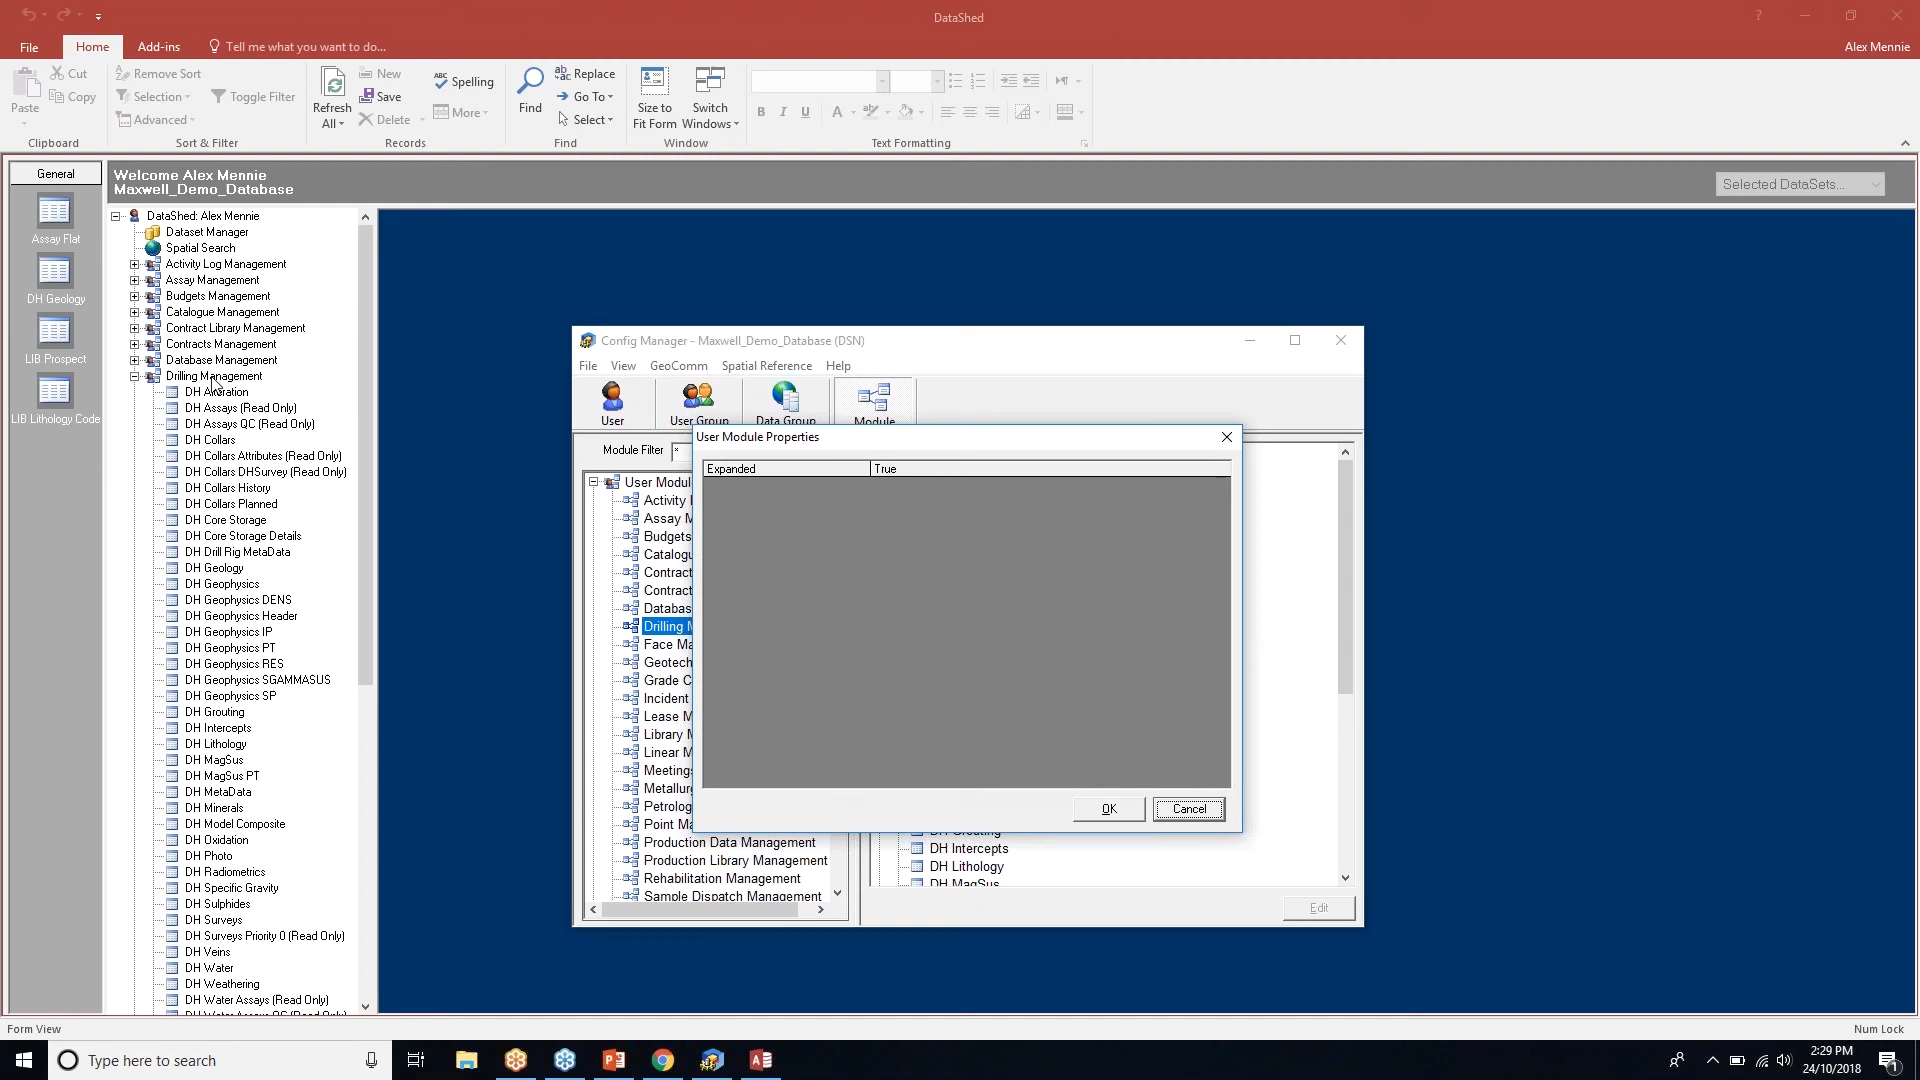 DataShed
?
File
Home
Add-ins
Tell me what you want to do...
Alex Mennie
Paste
Cut
Copy
Clipboard
Remove Sort
Selection
Toggle Filter
Advanced
Sort & Filter
Refresh
All
New
Save
Delete
Spelling
More
Records
Find
Replace
Go To
Select
Find
Size to
Fit Form
Switch
Windows
Window
B I U
A
Text Formatting
General
Assay Flat
DH Geology
LIB Prospect
LIB Lithology Code
Welcome Alex Mennie
Maxwell_Demo_Database
Selected DataSets...
DataShed: Alex Mennie
Dataset Manager
Spatial Search
Activity Log Management
Assay Management
Budgets Management
Catalogue Management
Contract Library Management
Contracts Management
Database Management
Drilling Management
DH Alteration
DH Assays (Read Only)
DH Assays QC (Read Only)
DH Collars
DH Collars Attributes (Read Only)
DH Collars DHSurvey (Read Only)
DH Collars History
DH Collars Planned
DH Core Storage
DH Core Storage Details
DH Drill Rig MetaData
DH Geology
DH Geophysics
DH Geophysics DENS
DH Geophysics Header
DH Geophysics IP
DH Geophysics PT
DH Geophysics RES
DH Geophysics SGAMMASUS
DH Geophysics SP
DH Grouting
DH Intercepts
DH Lithology
DH MagSus
DH MagSus PT
DH MetaData
DH Minerals
DH Model Composite
DH Oxidation
DH Photo
DH Radiometrics
DH Specific Gravity
DH Sulphides
DH Surveys
DH Surveys Priority 0 (Read Only)
DH Veins
DH Water
DH Weathering
DH Water Assays (Read Only)
Config Manager - Maxwell_Demo_Database (DSN)
File View GeoComm Spatial Reference Help
User
User Group
Data Group
Module
Module Filter *
User Modul
Activity
Assay M
Budgets
Catalogu
Contract
Contract
Databas
Drilling M
Face Ma
Geotech
Grade C
Incident
Lease M
Library M
Linear M
Meetings
Metallur
Petrolog
Point Ma
Production Data Management
Production Library Management
Rehabilitation Management
Sample Dispatch Management
User Module Properties
Expanded True
OK
Cancel
DH Grouting
DH Intercepts
DH Lithology
DH MagSus
Edit
Form View
Num Lock
Type here to search
2:29 PM
24/10/2018
1